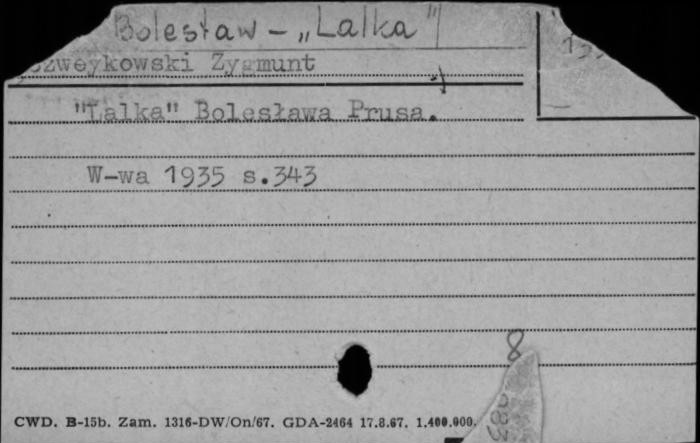 Bolesław - „Lalka"
zweykowski Zygmunt
"Lalka" Bolesława Prusa.
W-wa 1935 s.343
8
CWD. B-15b. Zam. 1316-DW/On/67. GDA-2464 17.8.67. 1.400.000.